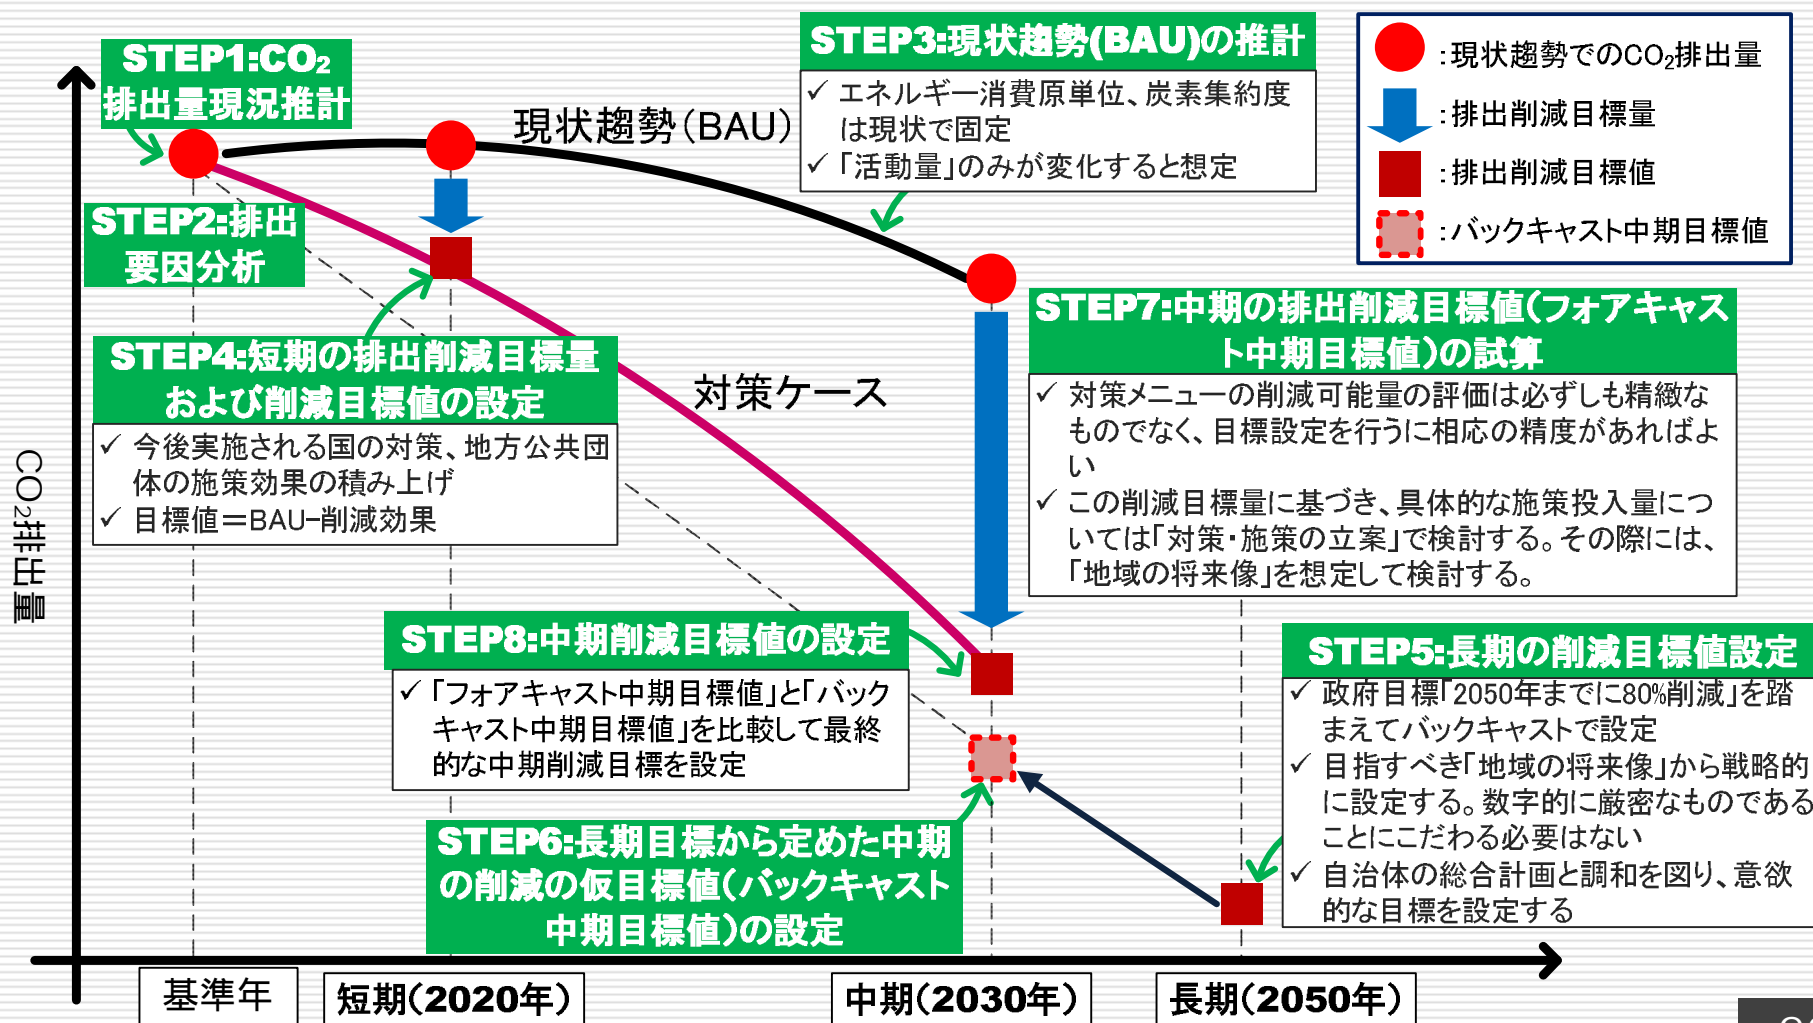 STEP1:CO₂
排出量現況推計
STEP3:現状趨勢(BAU)の推計
✓ エネルギー消費原単位、炭素集約度
は現状で固定
✓ 「活動量」のみが変化すると想定
:現状趨勢でのCO₂排出量
:排出削減目標量
:排出削減目標値
:バックキャスト中期目標値
現状趨勢(BAU)
STEP2:排出
要因分析
STEP4:短期の排出削減目標量
および削減目標値の設定
✓ 今後実施される国の対策、地方公共団
体の施策効果の積み上げ
✓ 目標値=BAU-削減効果
対策ケース
STEP7:中期の排出削減目標値(フォアキャス
ト中期目標値)の試算
✓ 対策メニューの削減可能量の評価は必ずしも精緻な
ものでなく、目標設定を行うに相応の精度があればよ
い
✓ この削減目標量に基づき、具体的な施策投入量につ
いては「対策・施策の立案」で検討する。その際には、
「地域の将来像」を想定して検討する。
CO₂排出量
STEP8:中期削減目標値の設定
✓ 「フォアキャスト中期目標値」と「バック
キャスト中期目標値」を比較して最終
的な中期削減目標を設定
STEP5:長期の削減目標値設定
✓ 政府目標「2050年までに80%削減」を踏
まえてバックキャストで設定
✓ 目指すべき「地域の将来像」から戦略的
に設定する。数字的に厳密なものである
ことにこだわる必要はない
✓ 自治体の総合計画と調和を図り、意欲
的な目標を設定する
STEP6:長期目標から定めた中期
の削減の仮目標値(バックキャスト
中期目標値)の設定
基準年
短期(2020年)
中期(2030年)
長期(2050年)